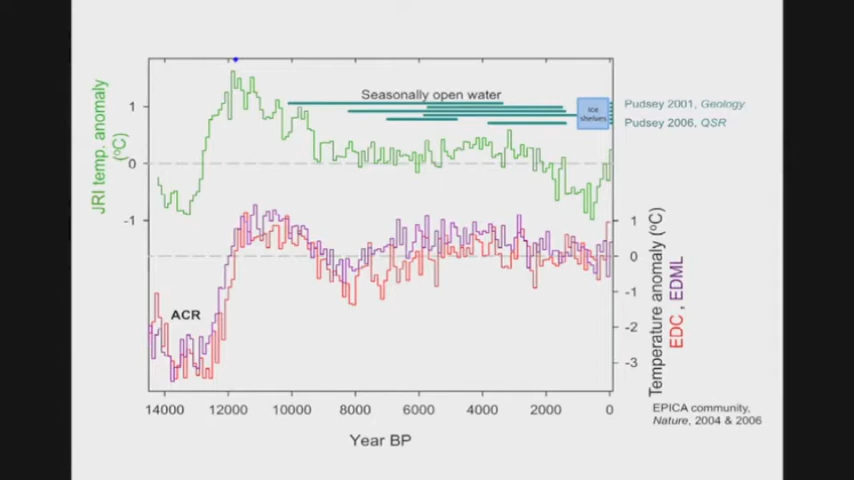 JRI temp. anomaly
(°C)
1
0
-1
Seasonally open water
Ice
shelves
Pudsey 2001, Geology
Pudsey 2006, QSR
ACR
1
0
-1
-2
-3
Temperature anomaly (°C)
EDC , EDML
14000 12000 10000 8000 6000 4000 2000 0
Year BP
EPICA community,
Nature, 2004 & 2006